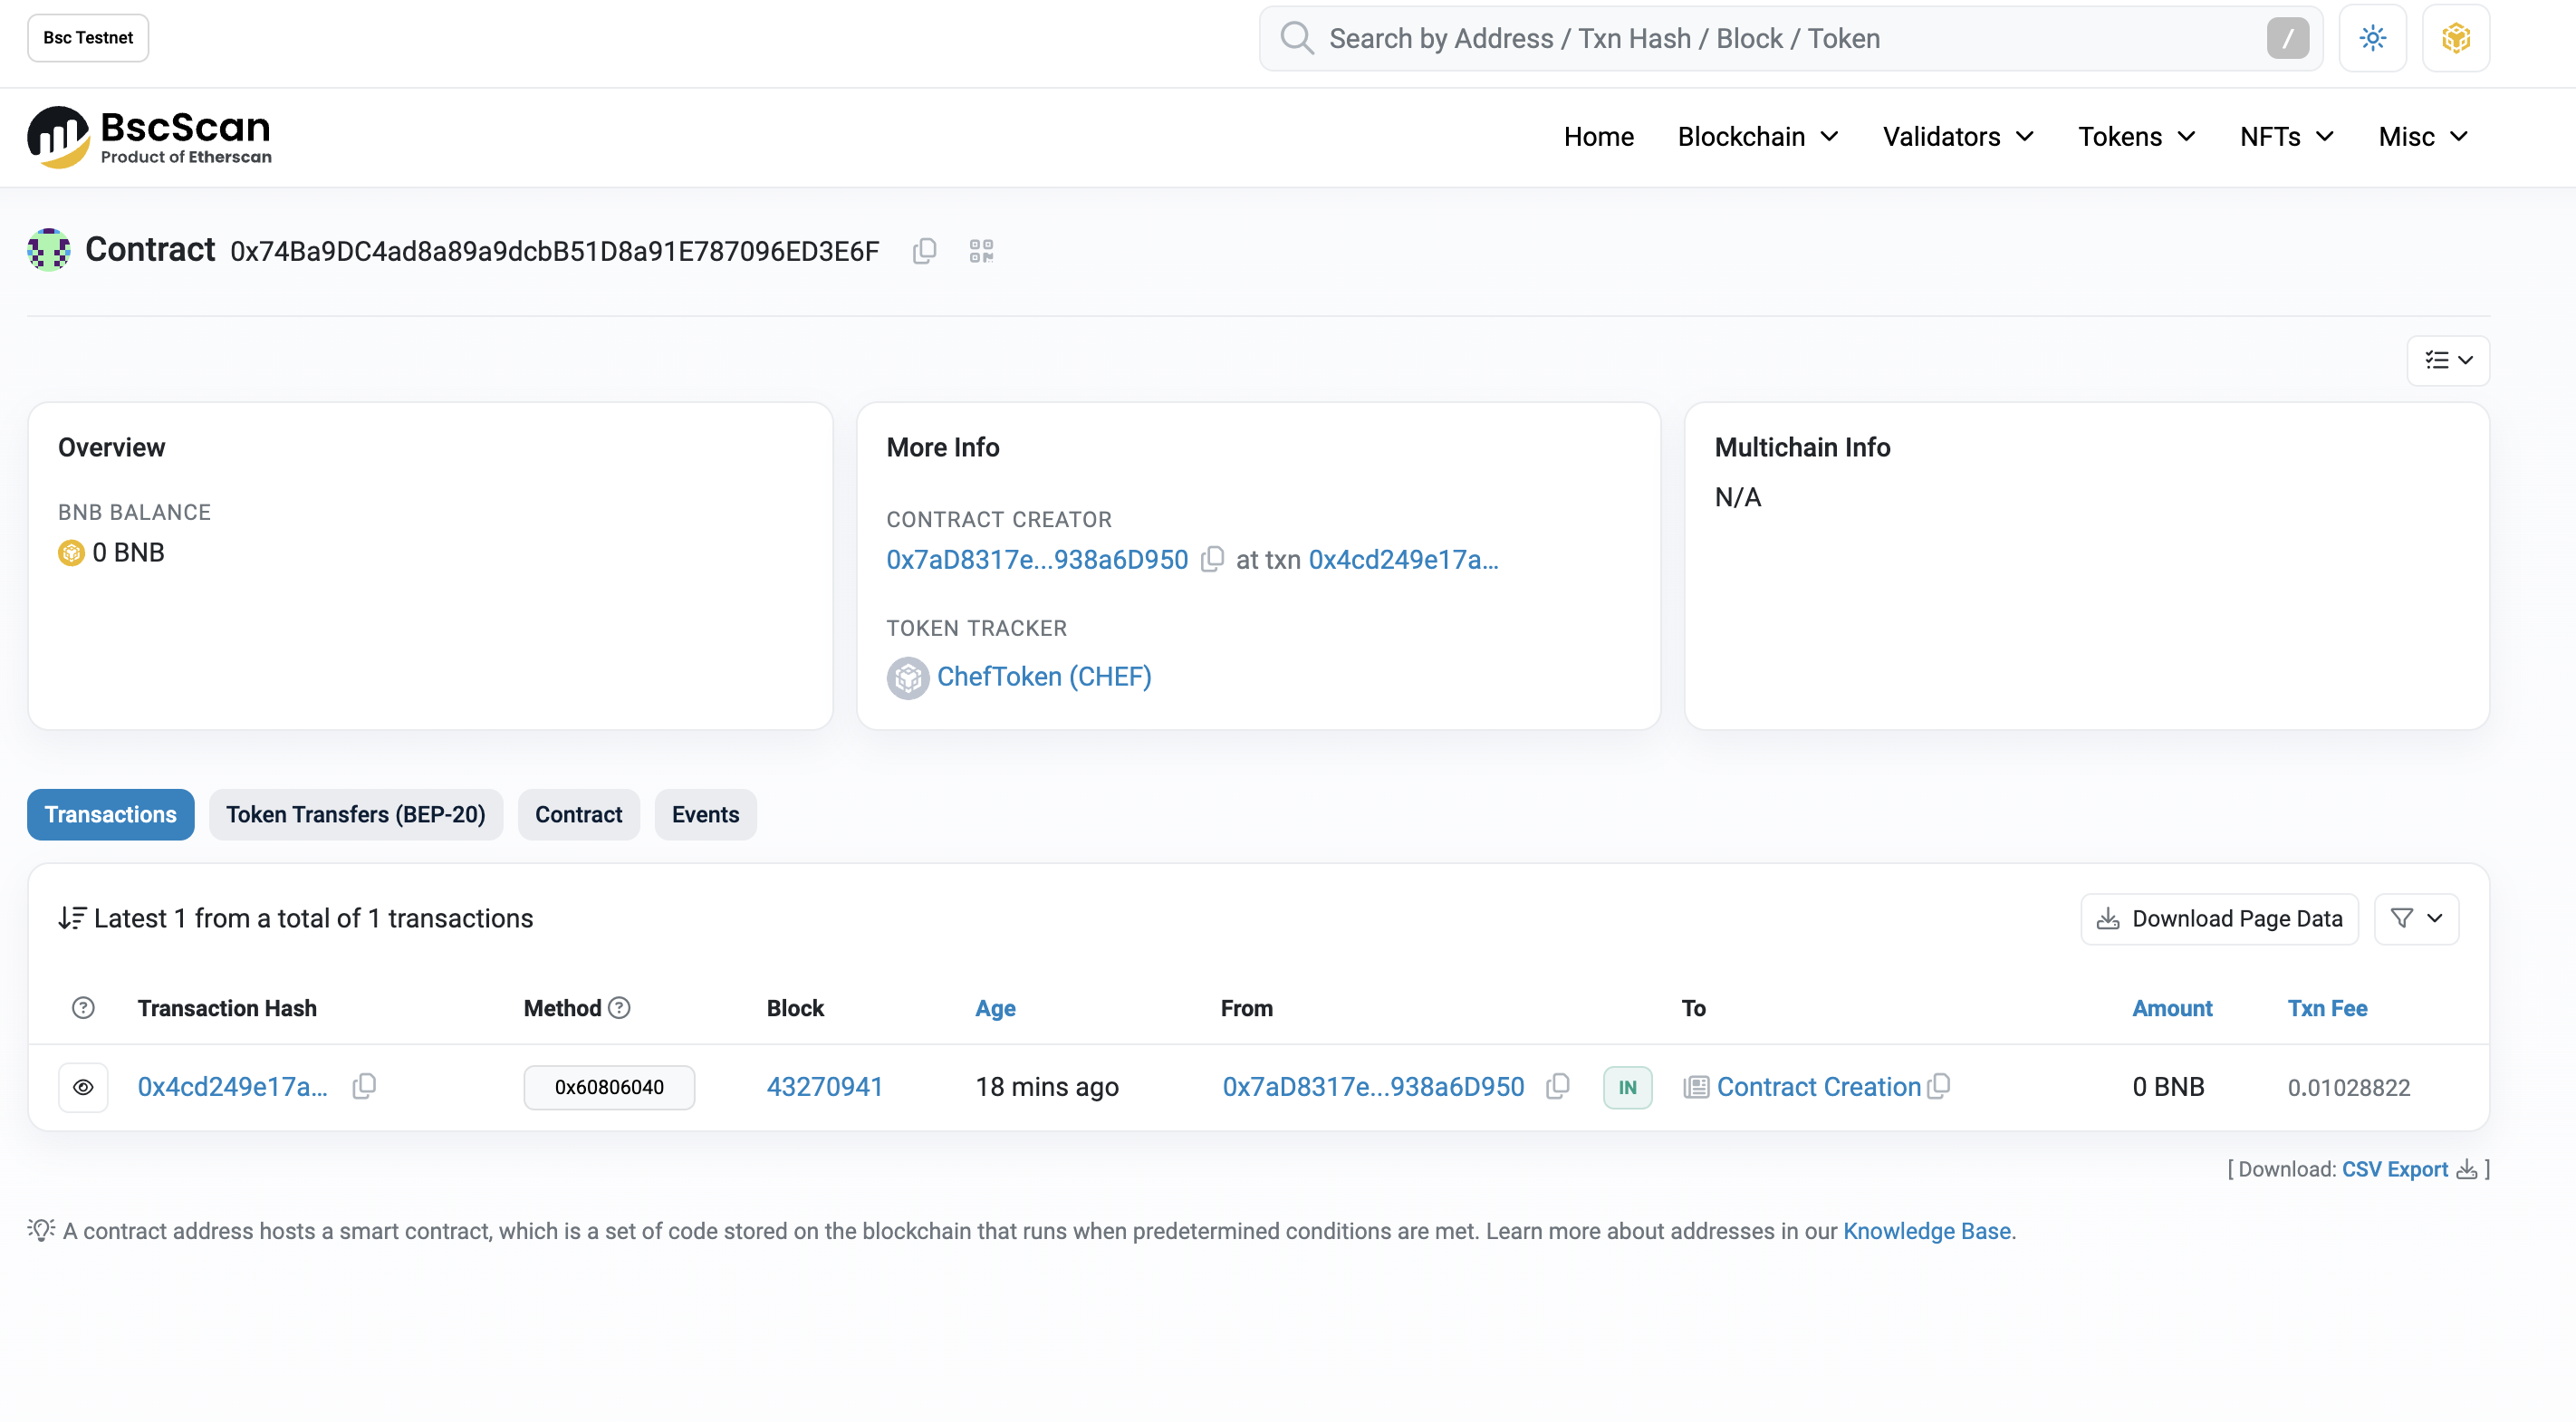 Bsc Testnet
Search by Address / Txn Hash / Block / Token
/
BscScan
Product of Etherscan
Home Blockchain Validators Tokens NFTs Misc
Contract 0x74Ba9DC4ad8a89a9dcbB51D8a91E787096ED3E6F
Overview
BNB BALANCE
0 BNB
More Info
CONTRACT CREATOR
0x7aD8317e...938a6D950 at txn 0x4cd249e17a...
TOKEN TRACKER
ChefToken (CHEF)
Multichain Info
N/A
Transactions Token Transfers (BEP-20) Contract Events
Latest 1 from a total of 1 transactions
Download Page Data
? Transaction Hash Method ? Block Age From To Amount Txn Fee
0x4cd249e17a... 0x60806040 43270941 18 mins ago 0x7aD8317e...938a6D950 IN Contract Creation 0 BNB 0.01028822
[ Download: CSV Export ]
A contract address hosts a smart contract, which is a set of code stored on the blockchain that runs when predetermined conditions are met. Learn more about addresses in our Knowledge Base.